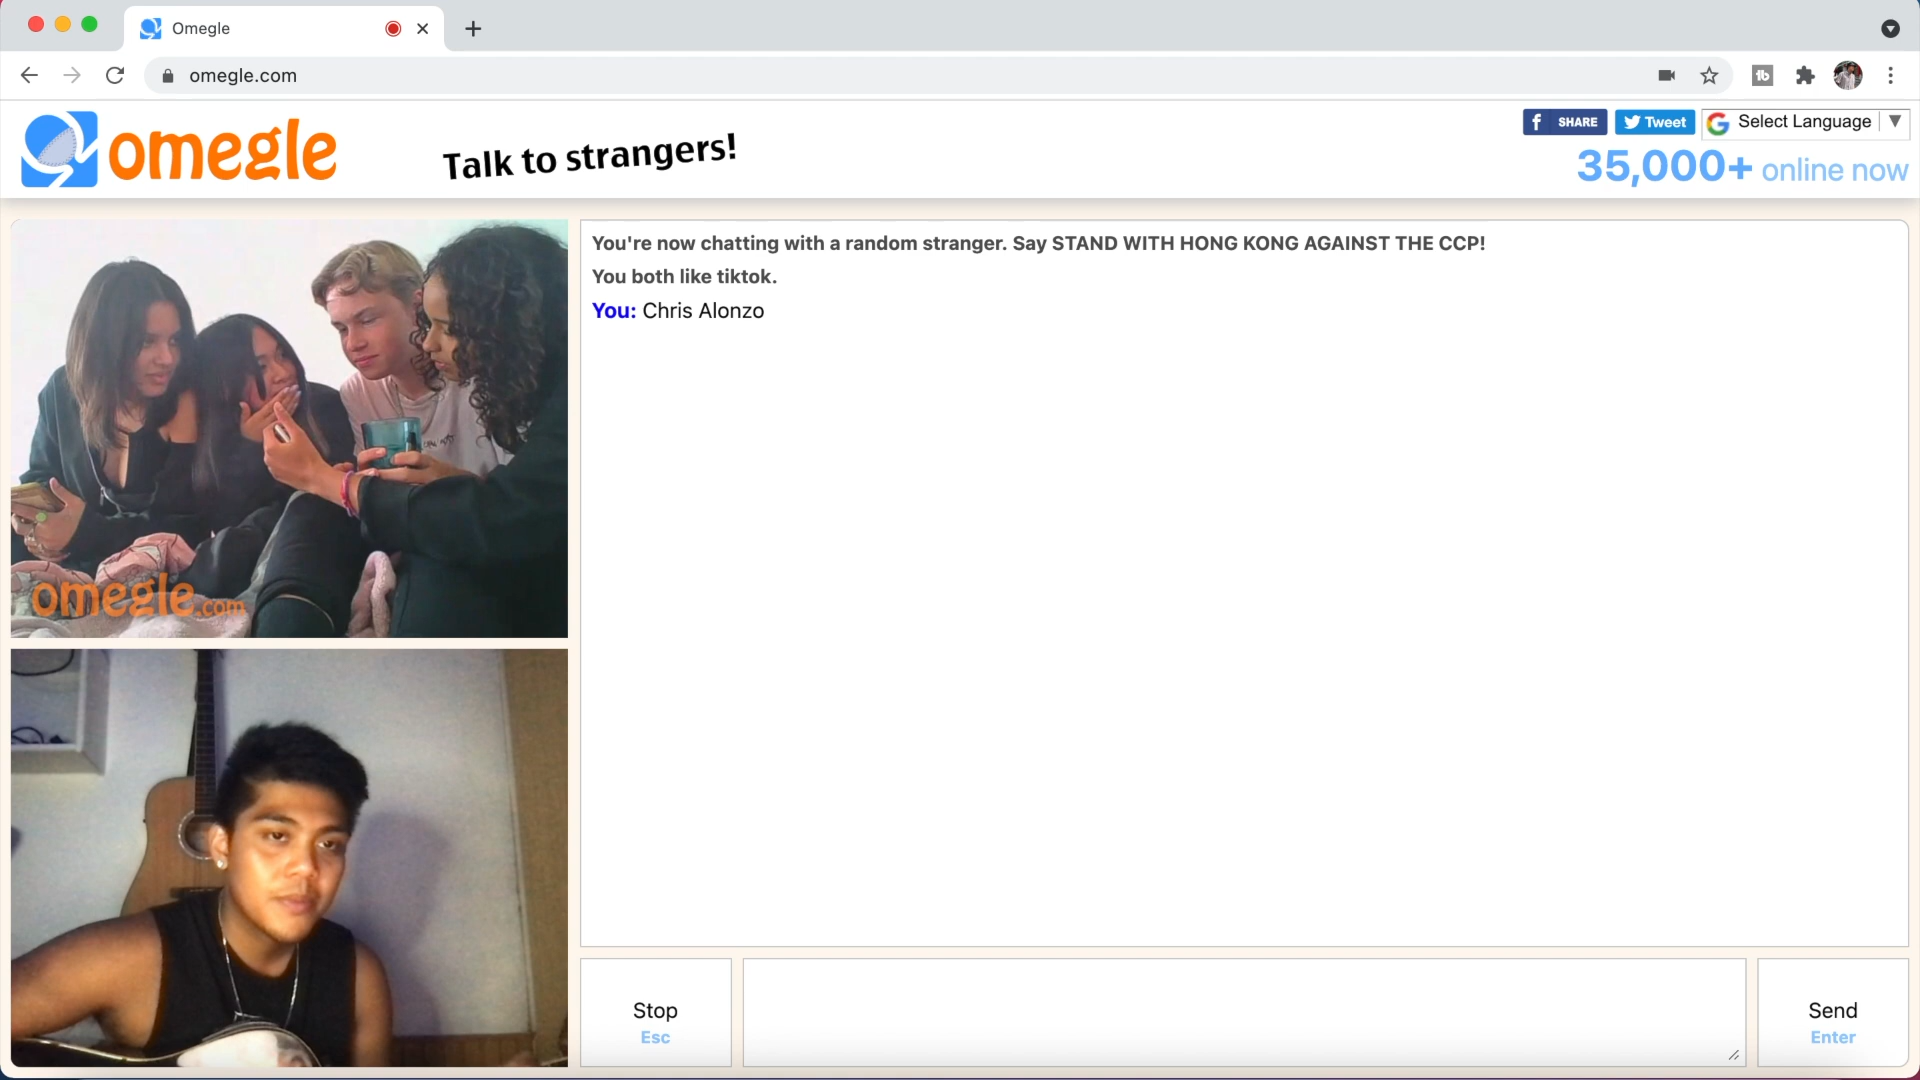 Omegle
omegle.com
omegle
Talk to strangers!
SHARE
Tweet
Select Language
35,000+ online now
You're now chatting with a random stranger. Say STAND WITH HONG KONG AGAINST THE CCP!
You both like tiktok.
You: Chris Alonzo
omegle.com
Stop
Esc
Send
Enter